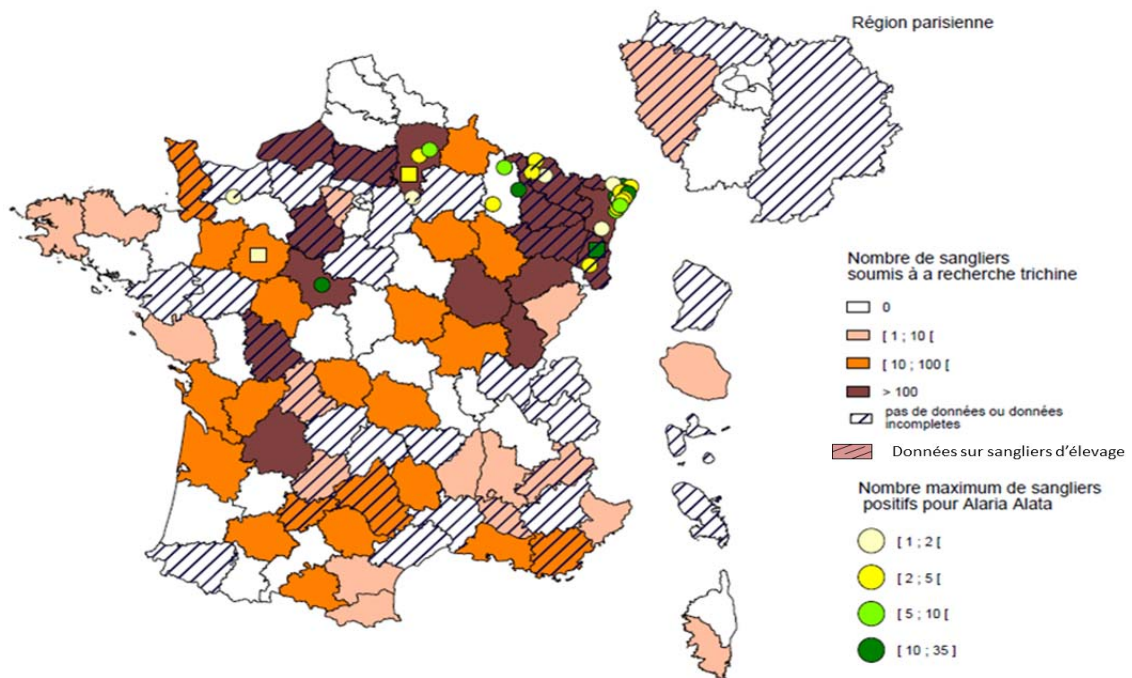 Région parisienne
Nombre de sangliers
soumis à a recherche trichine
0
[ 1 ; 10 [
[ 10 ; 100 [
> 100
pas de données ou données
incompletes
Données sur sangliers d'élevage
Nombre maximum de sangliers
positifs pour Alaria Alata
[ 1 ; 2 [
[ 2 ; 5 [
[ 5 ; 10 [
[ 10 ; 35 ]